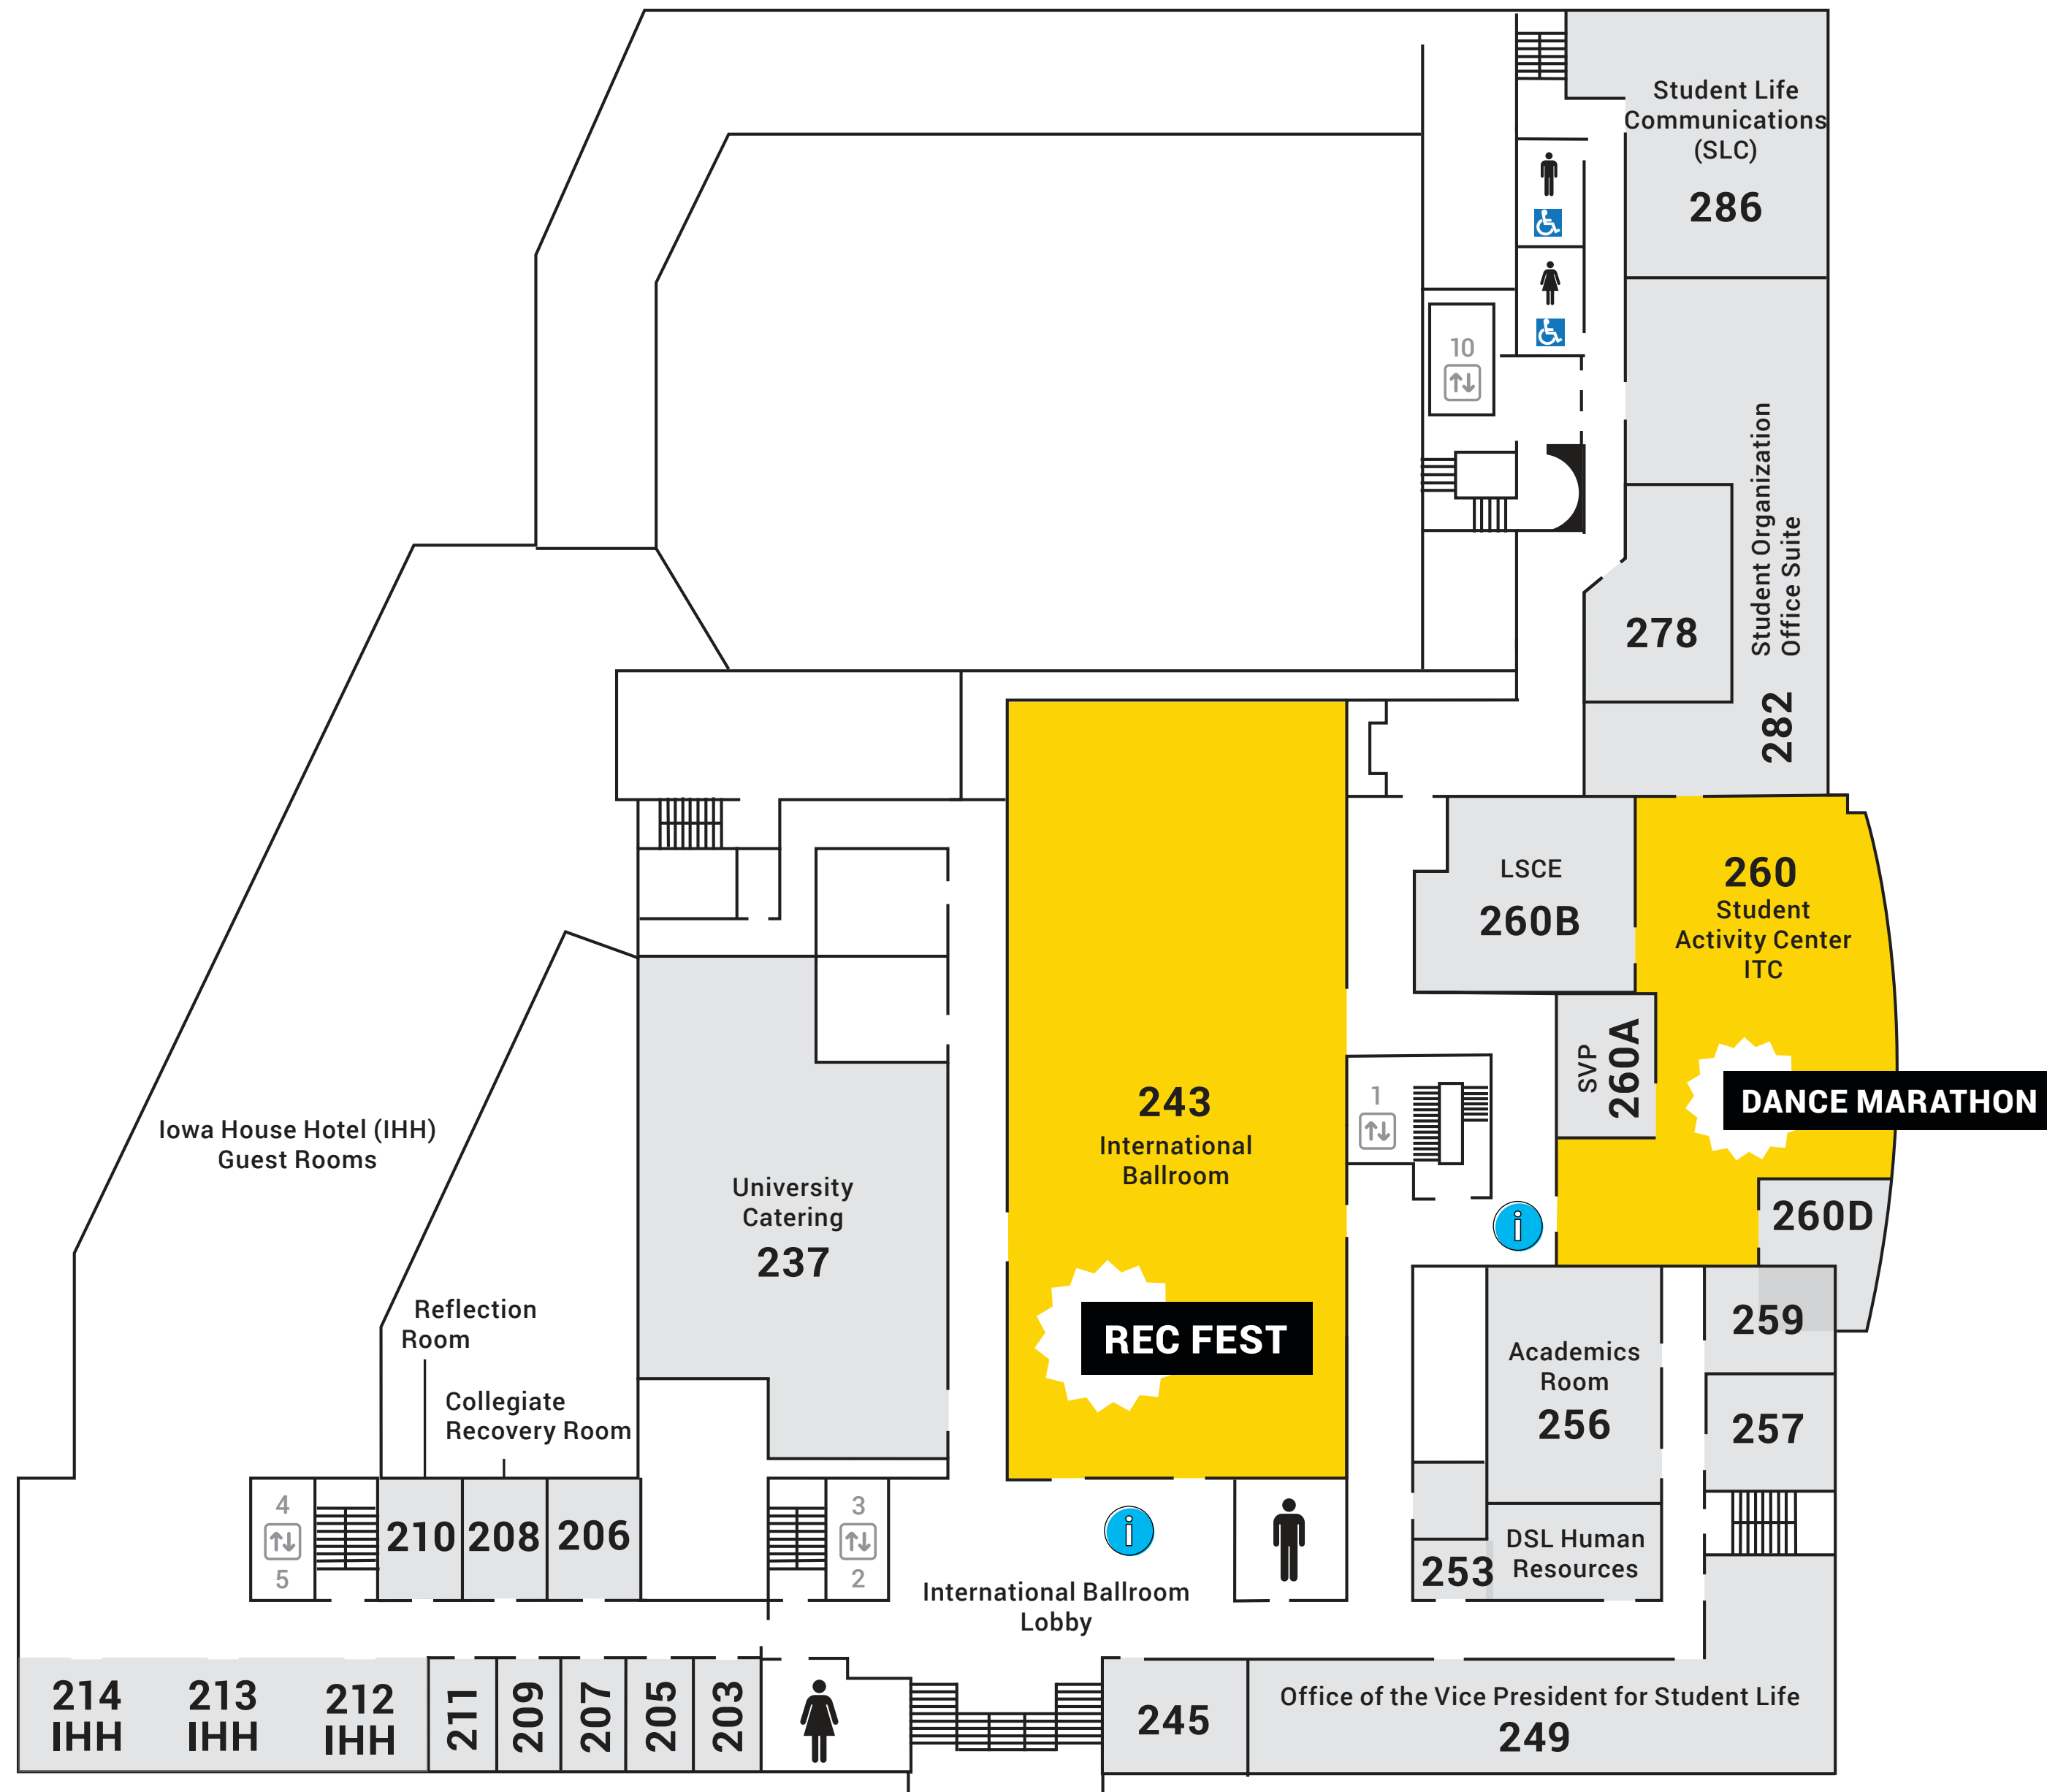 Student Life
Communications
(SLC)
286
10
Student Organization
Office Suite
282
278
LSCE
260B
260
Student
Activity Center
ITC
SVP
260A
DANCE MARATHON
260D
243
International
Ballroom
1
REC FEST
Iowa House Hotel (IHH)
Guest Rooms
University
Catering
237
Reflection
Room
Collegiate
Recovery Room
Academics
Room
256
259
257
4
5
210
208
206
3
2
International Ballroom
Lobby
253
DSL Human
Resources
214
IHH
213
IHH
212
IHH
211
209
207
205
203
245
Office of the Vice President for Student Life
249